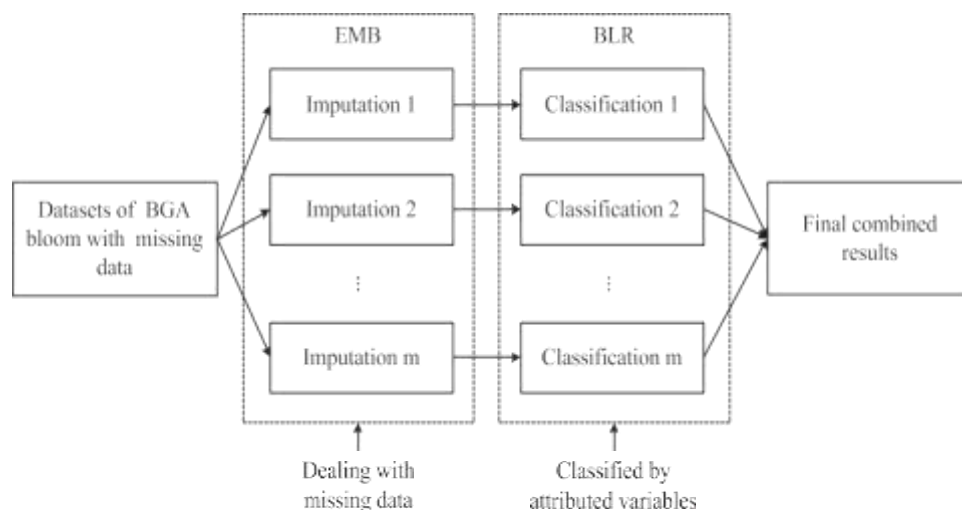 EMB
BLR
Imputation 1
Classification 1
Datasets of BGA
bloom with missing
data
Imputation 2
Classification 2
Final combined
results
⋮
⋮
Imputation m
Classification m
Dealing with
missing data
Classified by
attributed variables